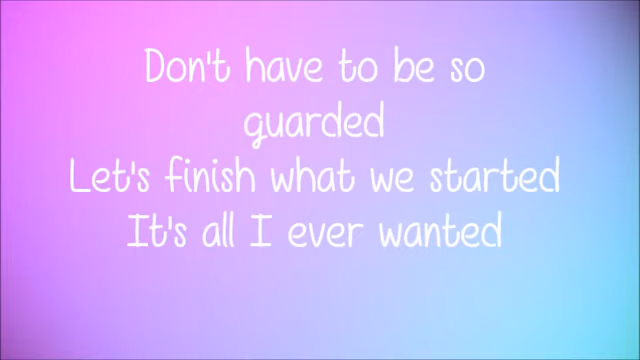 Don't have to be so
guarded
Let's finish what we started
It's all I ever wanted